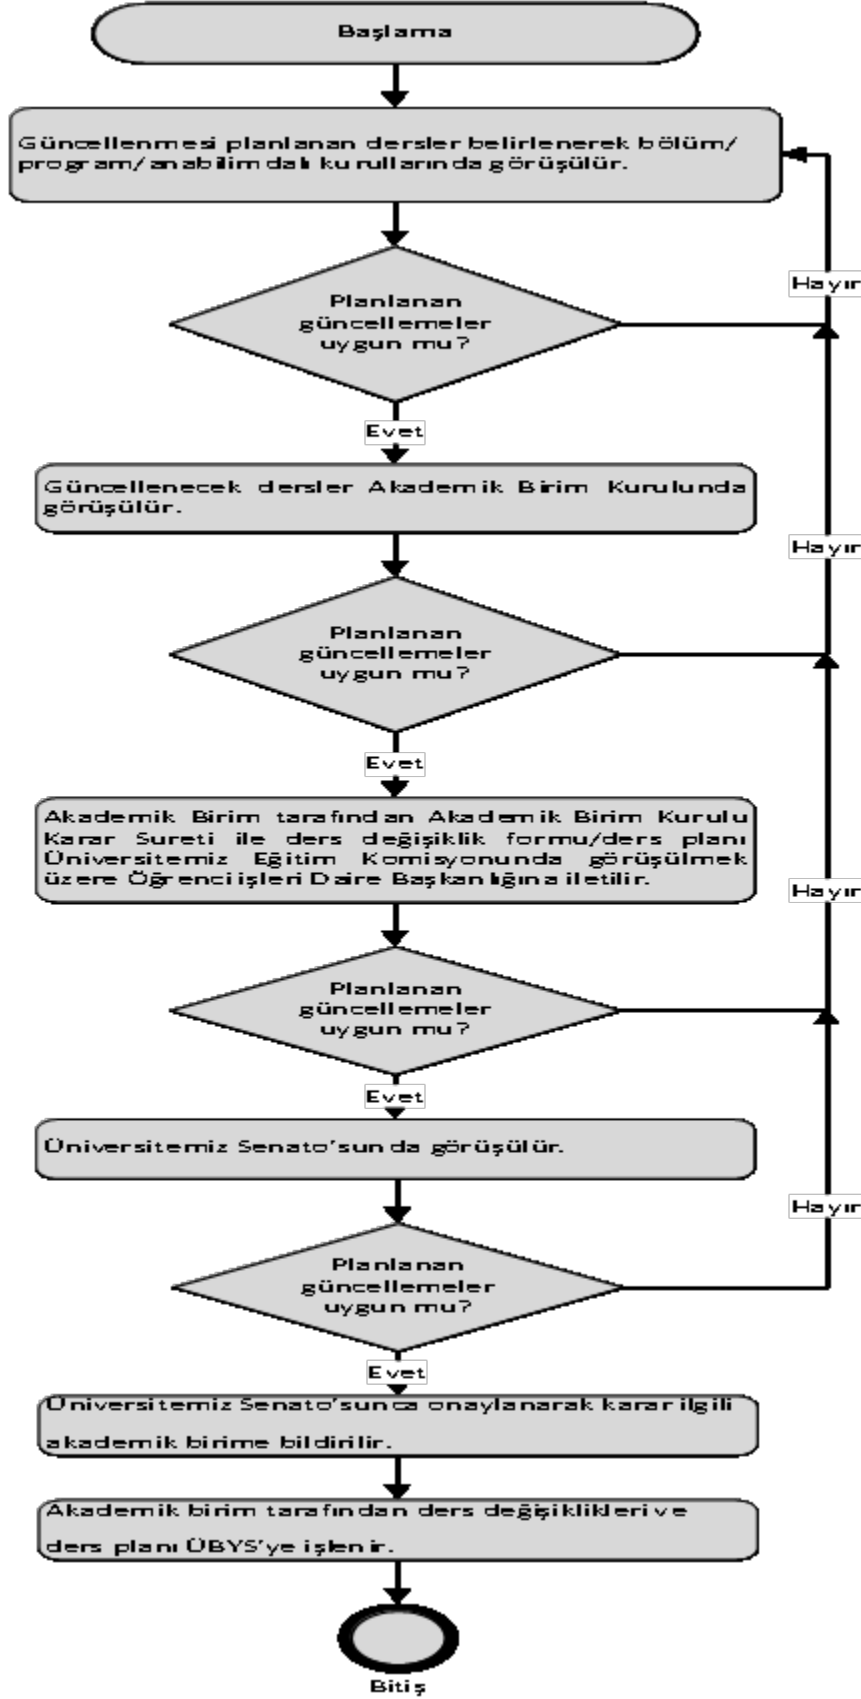 Başlama
Güncellenmesi planlanan dersler belirlenerek bölüm/
program/anabilim dalı kurullarında görüşülür.
Hayır
Planlanan
güncellemeler
uygun mu?
Evet
Güncellenecek dersler Akademik Birim Kurulunda
görüşülür.
Hayır
Planlanan
güncellemeler
uygun mu?
Evet
Akademik Birim tarafından Akademik Birim Kurulu
Karar Sureti ile ders değişiklik formu/ders planı
Üniversitemiz Eğitim Komisyonunda görüşülmek
üzere Öğrenci işleri Daire Başkanlığına iletilir.
Hayır
Planlanan
güncellemeler
uygun mu?
Evet
Üniversitemiz Senato’sunda görüşülür.
Hayır
Planlanan
güncellemeler
uygun mu?
Evet
Üniversitemiz Senato’sunca onaylanarak karar ilgili
akademik birime bildirilir.
Akademik birim tarafından ders değişiklikleri ve
ders planı ÜBYS’ye işlenir.
Bitiş